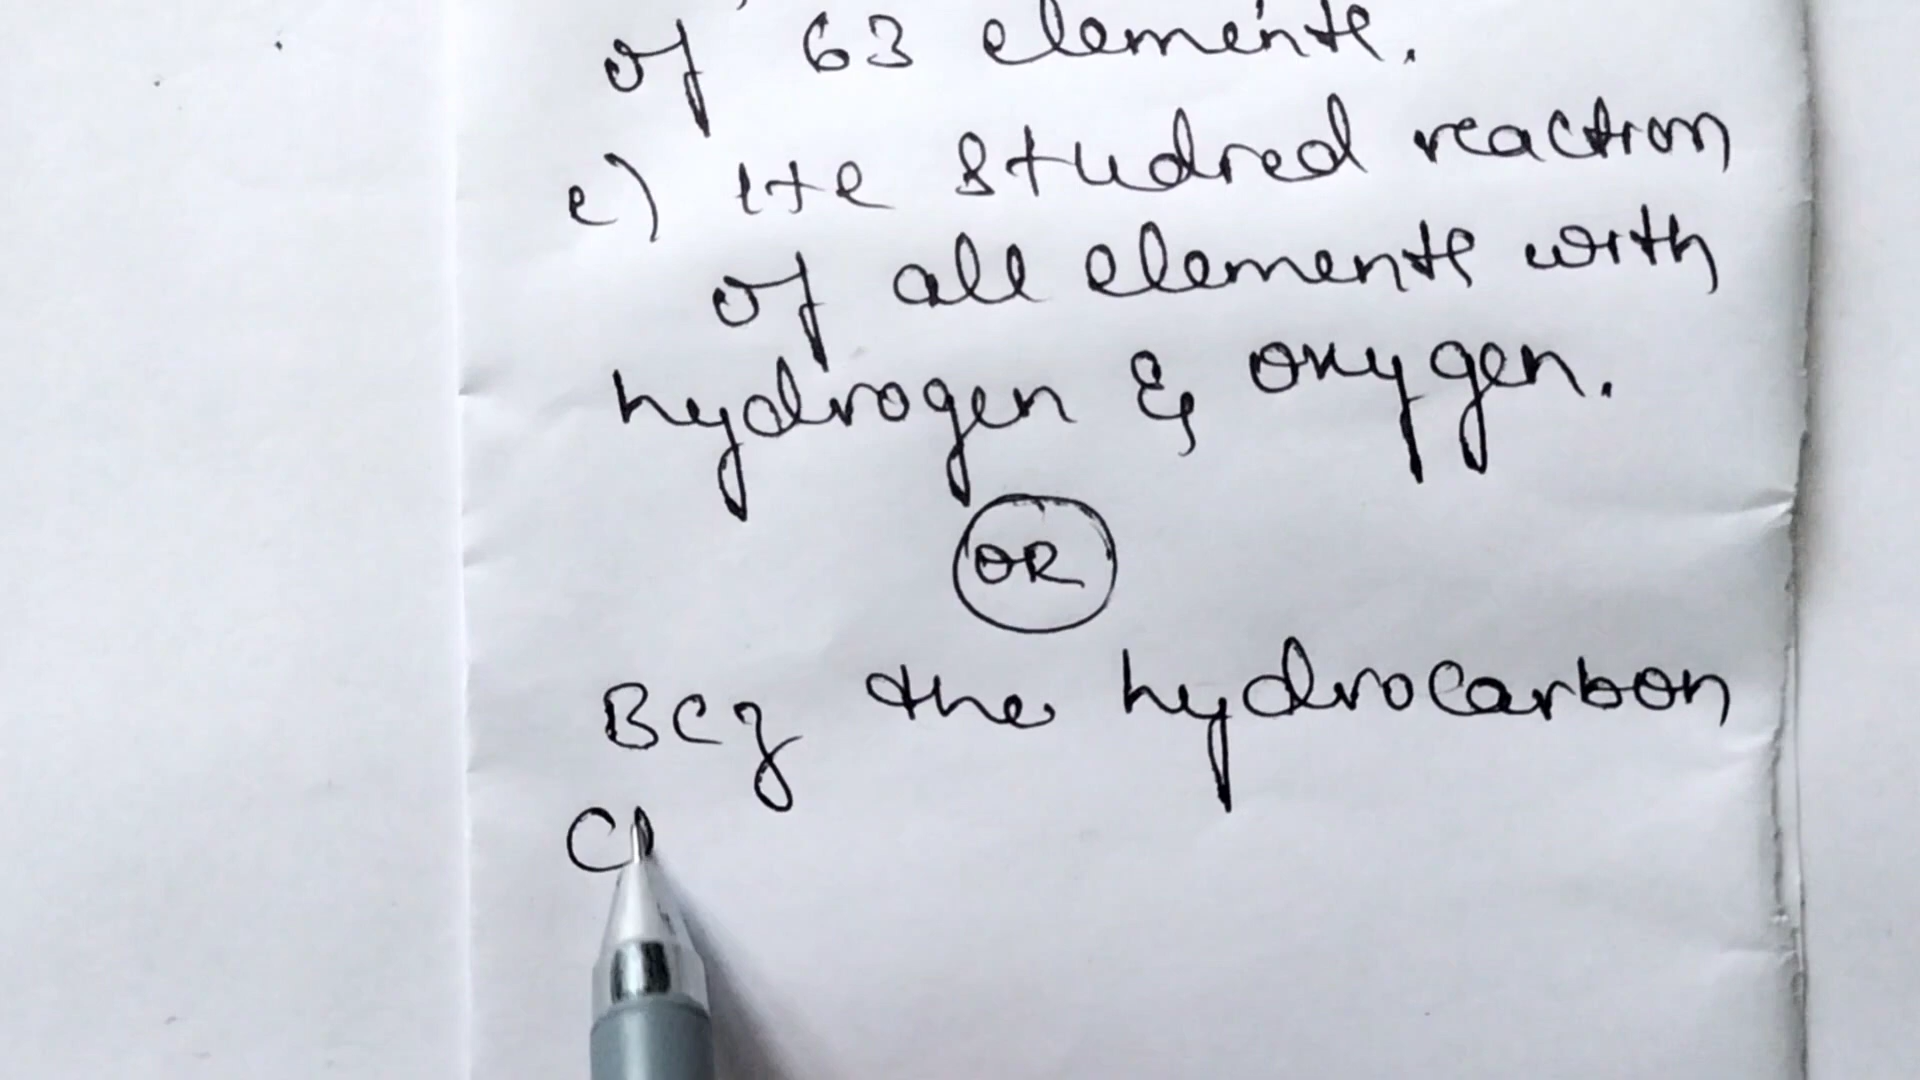 of 63 elements.
e) He studied reaction
of all elements with
hydrogen & oxygen.
OR
Bcz the hydrocarbon